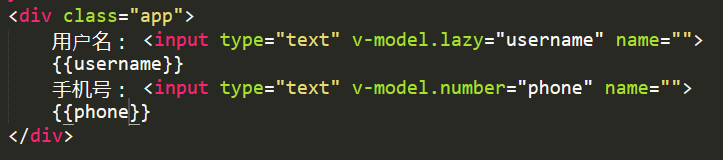 <div class="app">
用户名： <input type="text" v-model.lazy="username" name="">
{{username}}
手机号： <input type="text" v-model.number="phone" name="">
{{phone}}
</div>